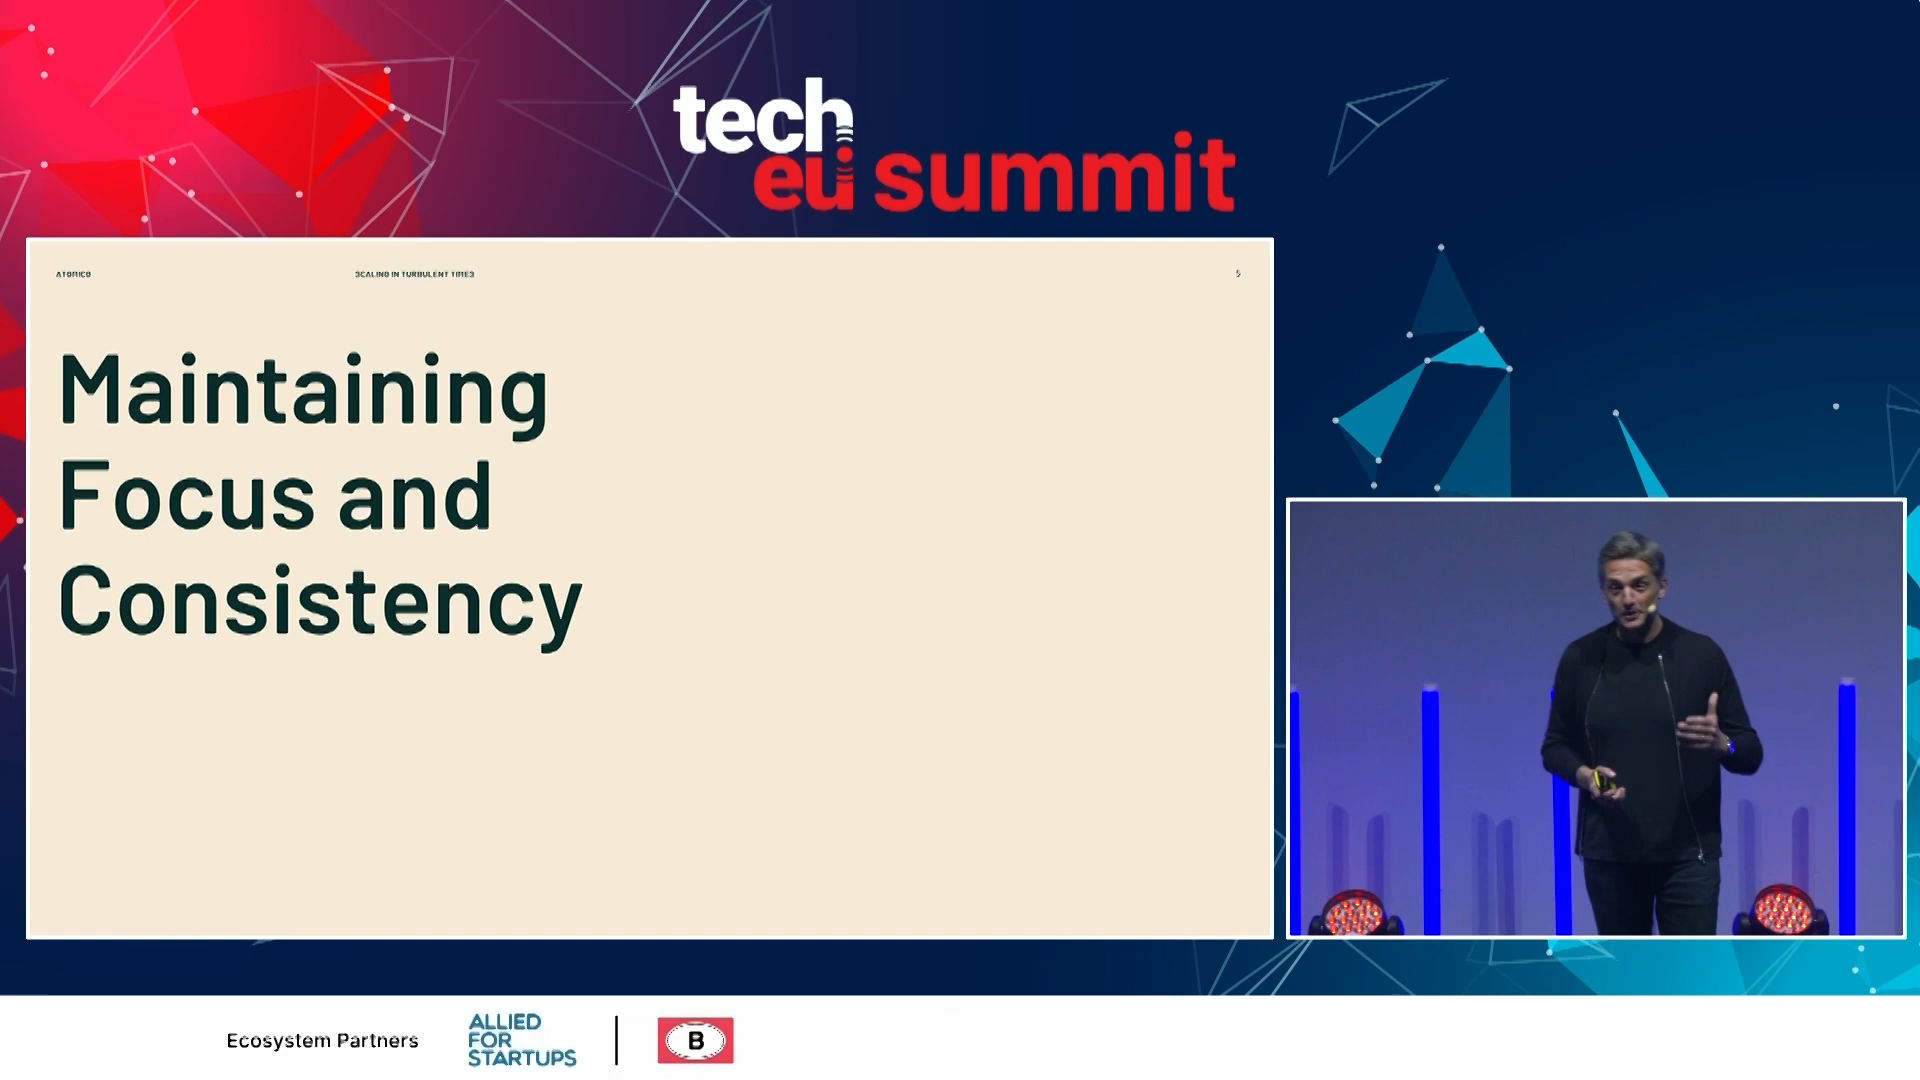 tech
eu summit
ATOMICO SCALING IN TURBULENT TIMES 5
Maintaining
Focus and
Consistency
Ecosystem Partners
ALLIED
FOR
STARTUPS
B